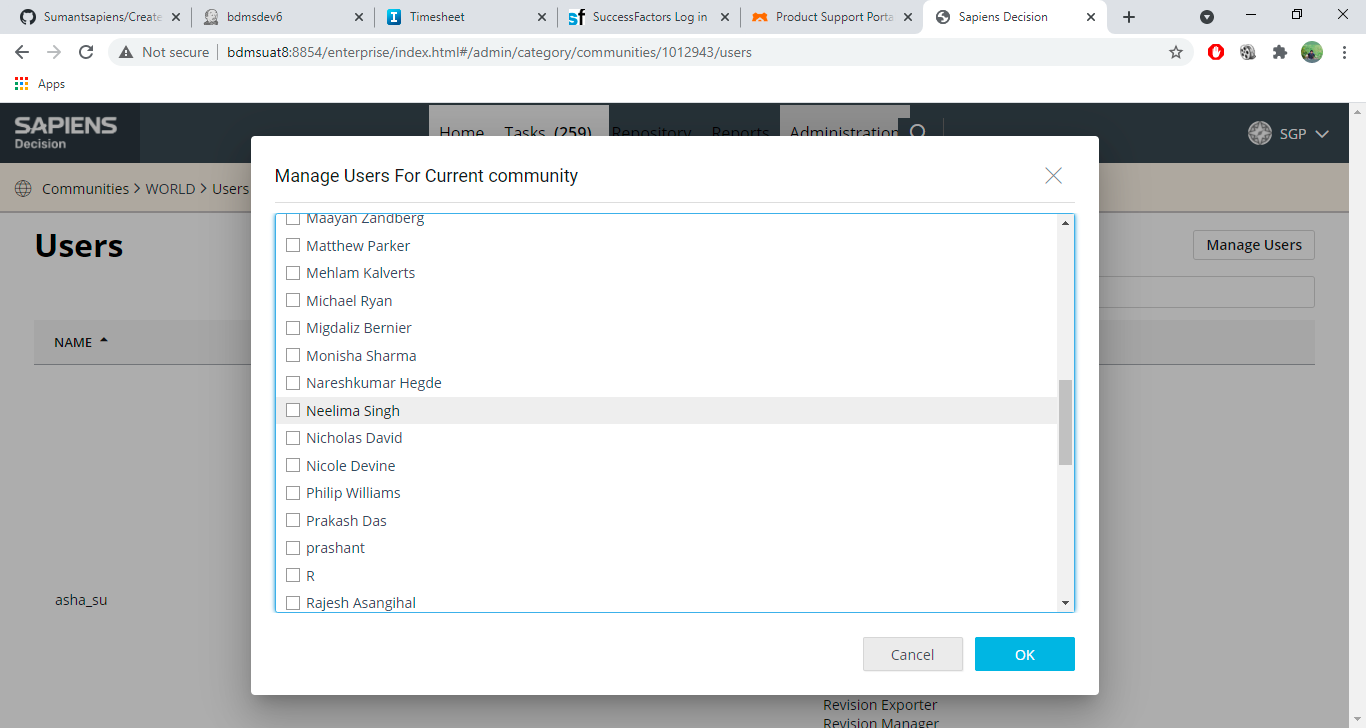 Sumantsapiens/Create
bdmsdev6
Timesheet
SuccessFactors Log in
Product Support Porta
Sapiens Decision
Not secure
bdmsuat8:8854/enterprise/index.html#/admin/category/communities/1012943/users
Apps
SAPIENS
Decision
Home
Tasks (259)
Repository
Reports
Administration
SGP
Communities > WORLD > Users
Manage Users For Current community
Users
Manage Users
NAME
Maayan Zandberg
Matthew Parker
Mehlam Kalverts
Michael Ryan
Migdaliz Bernier
Monisha Sharma
Nareshkumar Hegde
Neelima Singh
Nicholas David
Nicole Devine
Philip Williams
Prakash Das
prashant
R
Rajesh Asangihal
asha_su
Cancel
OK
Revision Exporter
Revision Manager